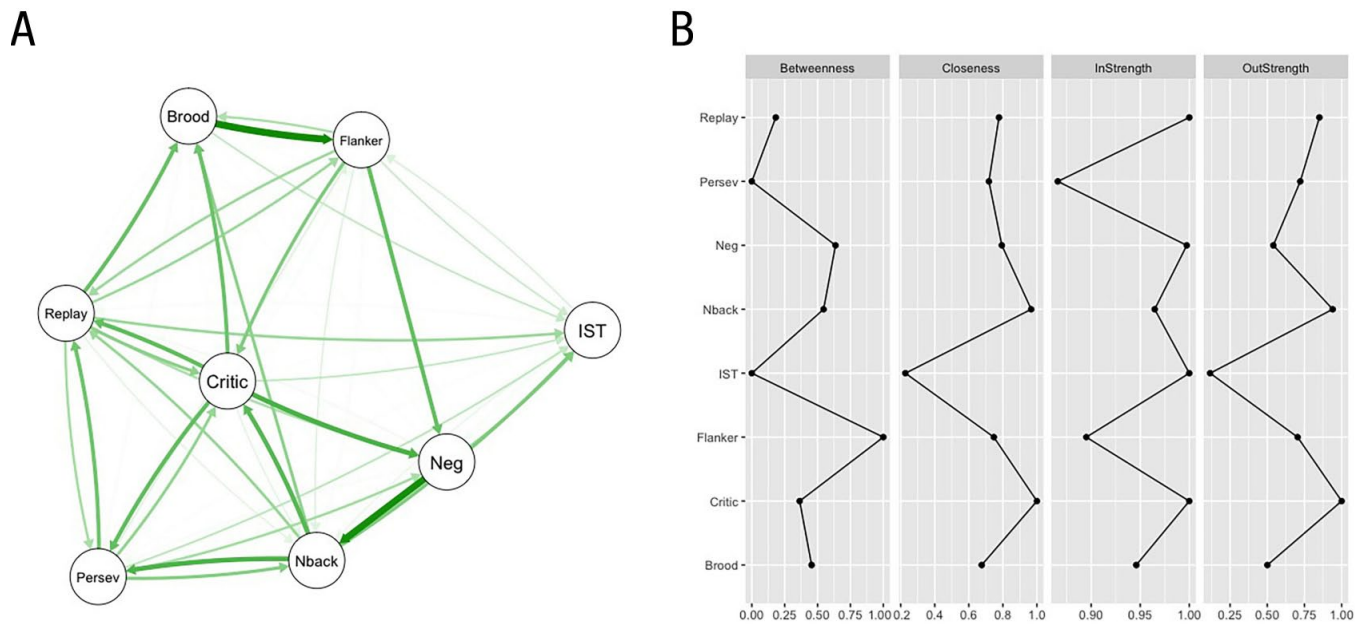 A
Brood
Flanker
Replay
IST
Critic
Neg
Nback
Persev
B
Betweenness Closeness InStrength OutStrength
Replay
Persev
Neg
Nback
IST
Flanker
Critic
Brood
0.00 0.25 0.50 0.75 1.00 0.2 0.4 0.6 0.8 1.0 0.90 0.95 1.00 0.25 0.50 0.75 1.00